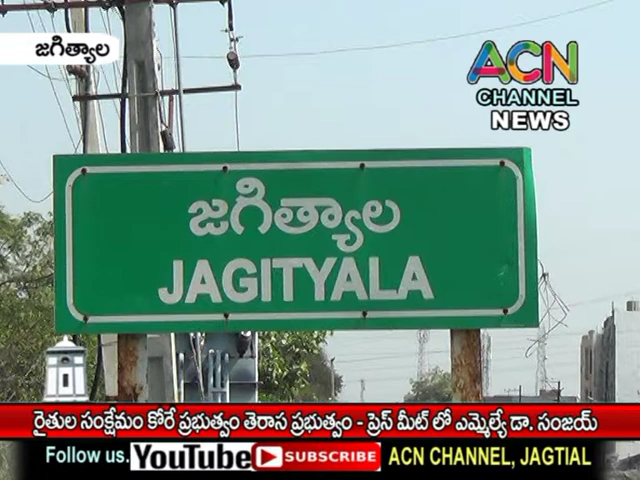 జగిత్యాల
ACN
CHANNEL
NEWS
జగిత్యాల
JAGITYALA
రైతుల సంక్షేమం కోరే ప్రభుత్వం తెరాస ప్రభుత్వం - ప్రెస్ మీట్ లో ఎమ్మెల్యే డా. సంజయ్
Follow us. YouTube SUBSCRIBE ACN CHANNEL, JAGTIAL